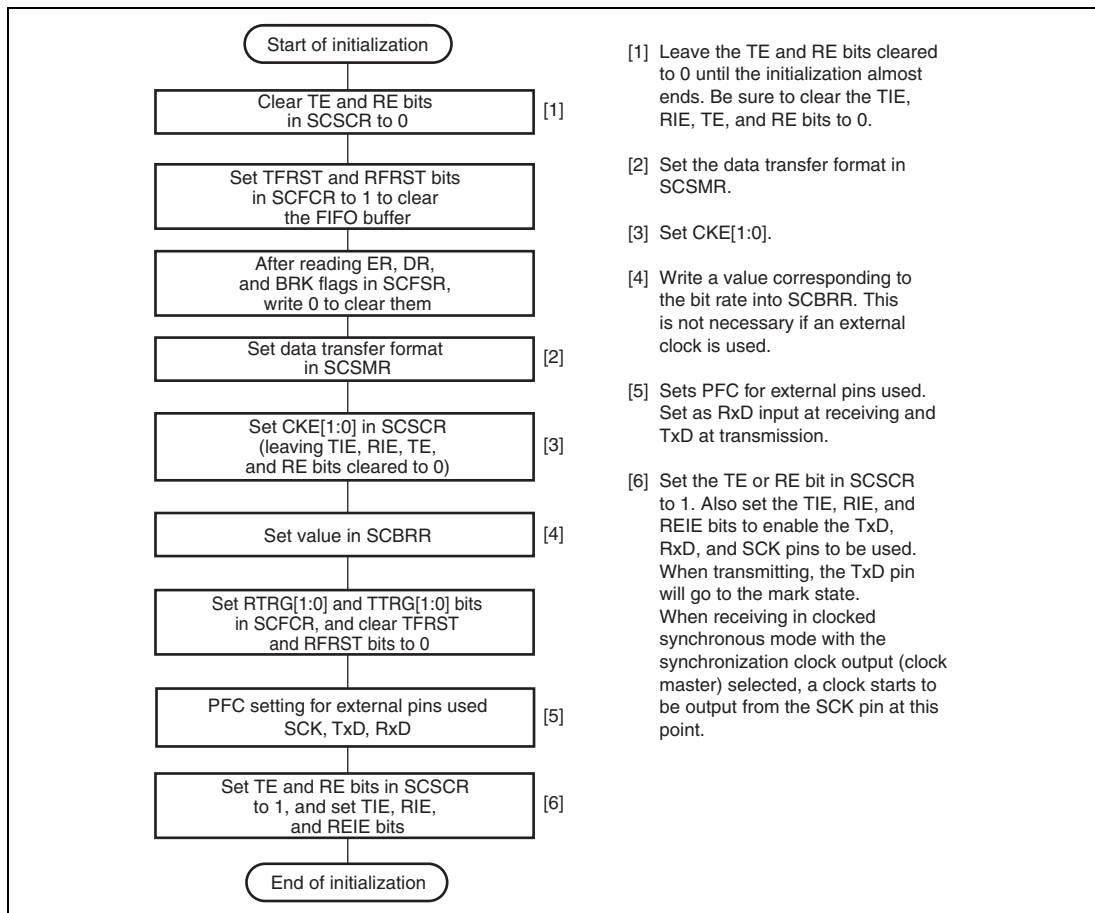 Start of initialization
Clear TE and RE bits
in SCSCR to 0
[1]
Set TFRST and RFRST bits
in SCFCR to 1 to clear
the FIFO buffer
After reading ER, DR,
and BRK flags in SCFSR,
write 0 to clear them
Set data transfer format
in SCSMR
[2]
Set CKE[1:0] in SCSCR
(leaving TIE, RIE, TE,
and RE bits cleared to 0)
[3]
Set value in SCBRR
[4]
Set RTRG[1:0] and TTRG[1:0] bits
in SCFCR, and clear TFRST
and RFRST bits to 0
PFC setting for external pins used
SCK, TxD, RxD
[5]
Set TE and RE bits in SCSCR
to 1, and set TIE, RIE,
and REIE bits
[6]
End of initialization
[1] Leave the TE and RE bits cleared
to 0 until the initialization almost
ends. Be sure to clear the TIE,
RIE, TE, and RE bits to 0.
[2] Set the data transfer format in
SCSMR.
[3] Set CKE[1:0].
[4] Write a value corresponding to
the bit rate into SCBRR. This
is not necessary if an external
clock is used.
[5] Sets PFC for external pins used.
Set as RxD input at receiving and
TxD at transmission.
[6] Set the TE or RE bit in SCSCR
to 1. Also set the TIE, RIE, and
REIE bits to enable the TxD,
RxD, and SCK pins to be used.
When transmitting, the TxD pin
will go to the mark state.
When receiving in clocked
synchronous mode with the
synchronization clock output (clock
master) selected, a clock starts to
be output from the SCK pin at this
point.